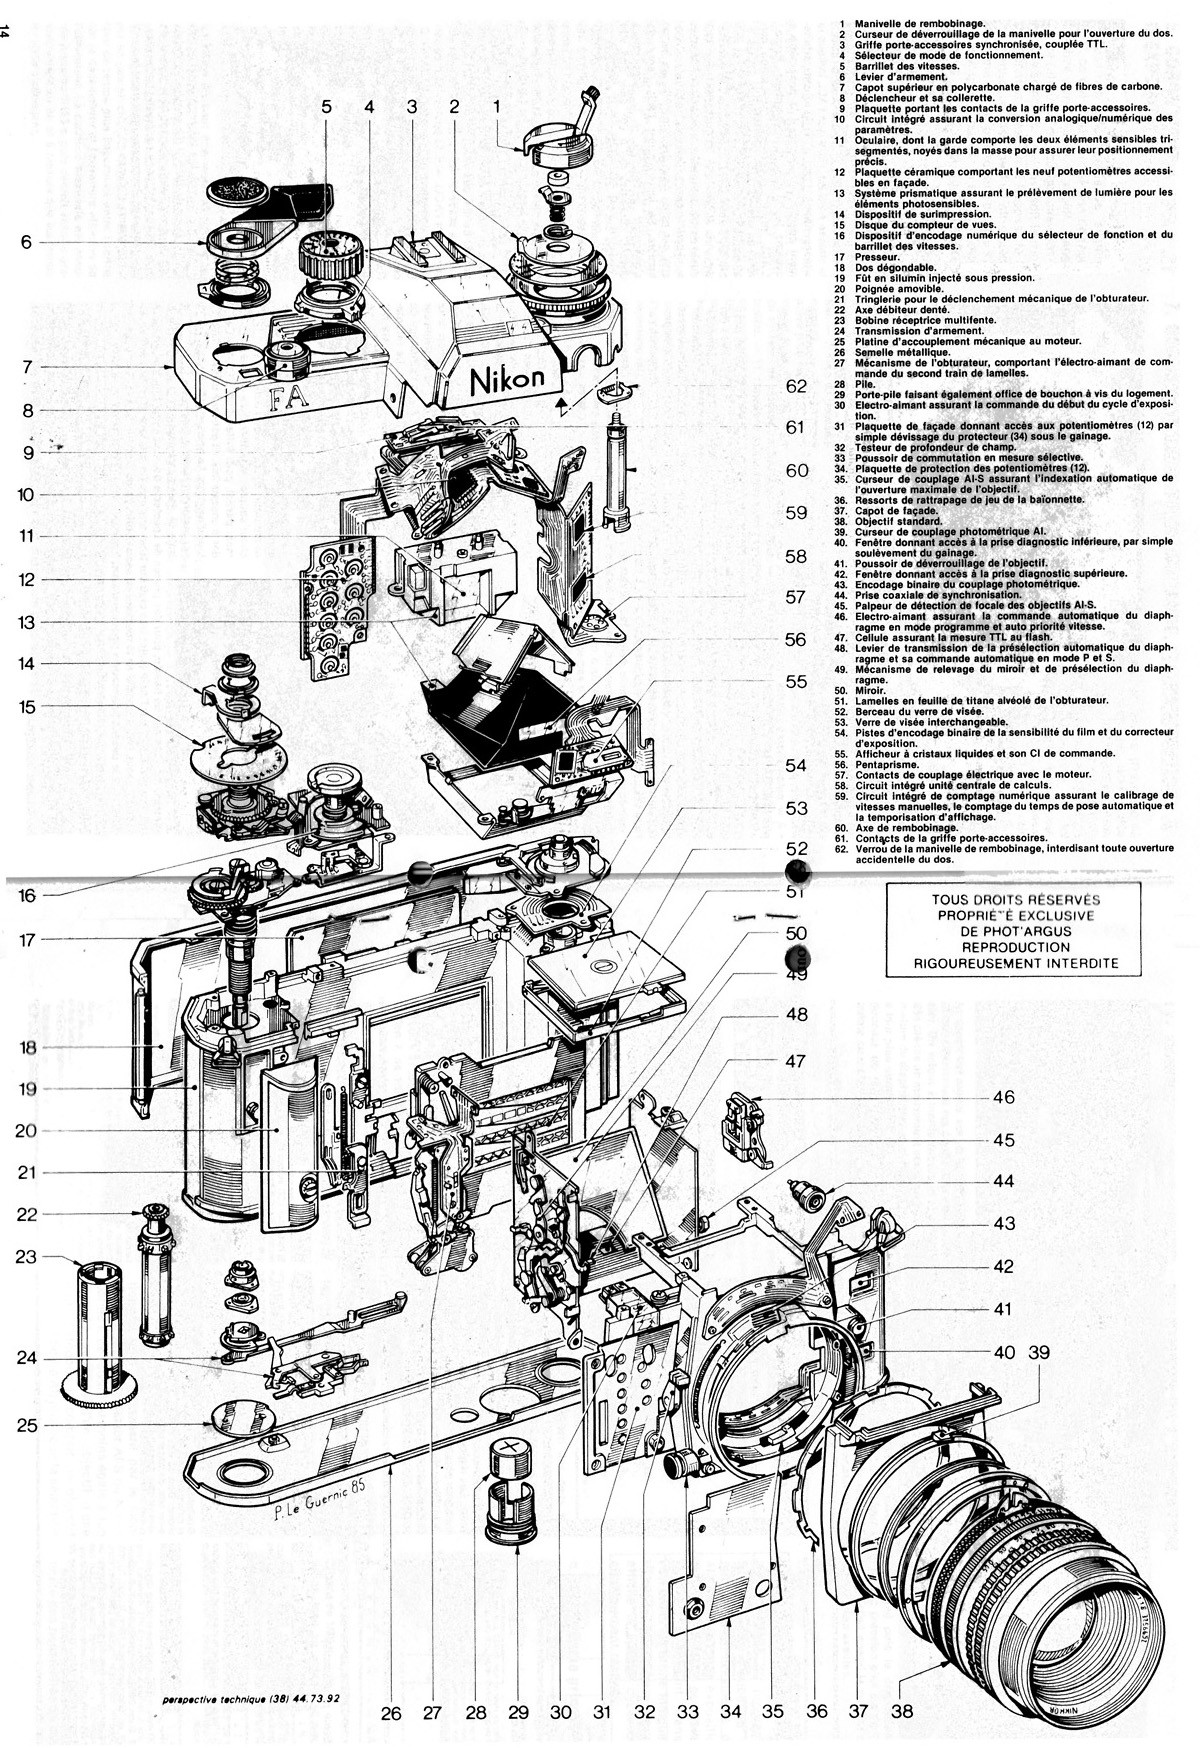 14
1 Manivelle de rembobinage.
2 Curseur de déverrouillage de la manivelle pour l'ouverture du dos.
3 Griffe porte-accessoires synchronisée, couplée TTL.
4 Sélecteur de mode de fonctionnement.
5 Barrillet des vitesses.
6 Levier d'armement.
7 Capot supérieur en polycarbonate chargé de fibres de carbone.
8 Déclencheur et sa collerette.
9 Plaquette portant les contacts de la griffe porte-accessoires.
10 Circuit intégré assurant la conversion analogique/numérique des
paramètres.
11 Oculaire, dont la garde comporte les deux éléments sensibles tri-
segmentés, noyés dans la masse pour assurer leur positionnement
précis.
12 Plaquette céramique comportant les neuf potentiomètres accessi-
bles en façade.
13 Système prismatique assurant le prélèvement de lumière pour les
éléments photosensibles.
14 Dispositif de surimpression.
15 Disque du compteur de vues.
16 Dispositif d'encodage numérique du sélecteur de fonction et du
barrillet des vitesses.
17 Presseur.
18 Dos dégondable.
19 Fût en silumin injecté sous pression.
20 Poignée amovible.
21 Tringlerie pour le déclenchement mécanique de l'obturateur.
22 Axe débiteur denté.
23 Bobine réceptrice multifente.
24 Transmission d'armement.
25 Platine d'accouplement mécanique au moteur.
26 Semelle métallique.
27 Mécanisme de l'obturateur, comportant l'électro-aimant de com-
mande du second train de lamelles.
28 Pile.
29 Porte-pile faisant également office de bouchon à vis du logement.
30 Electro-aimant assurant la commande du début du cycle d'exposi-
tion.
31 Plaquette de façade donnant accès aux potentiomètres (12) par
simple dévissage du protecteur (34) sous le gainage.
32 Testeur de profondeur de champ.
33 Poussoir de commutation en mesure sélective.
34. Plaquette de protection des potentiomètres (12).
35. Curseur de couplage AI-S assurant l'indexation automatique de
l'ouverture maximale de l'objectif.
36. Ressorts de rattrapage de jeu de la baïonnette.
37. Capot de façade.
38. Objectif standard.
39. Curseur de couplage photométrique AI.
40. Fenêtre donnant accès à la prise diagnostic inférieure, par simple
soulèvement du gainage.
41. Poussoir de déverrouillage de l'objectif.
42. Fenêtre donnant accès à la prise diagnostic supérieure.
43. Encodage binaire du couplage photométrique.
44. Prise coaxiale de synchronisation.
45. Palpeur de détection de focale des objectifs AI-S.
46. Electro-aimant assurant la commande automatique du diaph-
ragme en mode programme et auto priorité vitesse.
47. Cellule assurant la mesure TTL au flash.
48. Levier de transmission de la présélection automatique du diaph-
ragme et sa commande automatique en mode P et S.
49. Mécanisme de relevage du miroir et de présélection du diaph-
ragme.
50. Miroir.
51. Lamelles en feuille de titane alvéolé de l'obturateur.
52. Berceau du verre de visée.
53. Verre de visée interchangeable.
54. Pistes d'encodage binaire de la sensibilité du film et du correcteur
d'exposition.
55. Afficheur à cristaux liquides et son CI de commande.
56. Pentaprisme.
57. Contacts de couplage électrique avec le moteur.
58. Circuit intégré unité centrale de calculs.
59. Circuit intégré de comptage numérique assurant le calibrage de
vitesses manuelles, le comptage du temps de pose automatique et
la temporisation d'affichage.
60. Axe de rembobinage.
61. Contacts de la griffe porte-accessoires.
62. Verrou de la manivelle de rembobinage, interdisant toute ouverture
accidentelle du dos.
TOUS DROITS RÉSERVÉS
PROPRIÉTÉ EXCLUSIVE
DE PHOT'ARGUS
REPRODUCTION
RIGOUREUSEMENT INTERDITE
5 4 3 2 1
6
7
8
9
10
11
12
13
14
15
16
17
18
19
20
21
22
23
24
25
Nikon
FA
62
61
60
59
58
57
56
55
54
53
52
51
50
49
48
47
46
45
44
43
42
41
40 39
P. Le Guernic 85
NIKKOR
perspective technique (38) 44.73.92
26 27 28 29 30 31 32 33 34 35 36 37 38